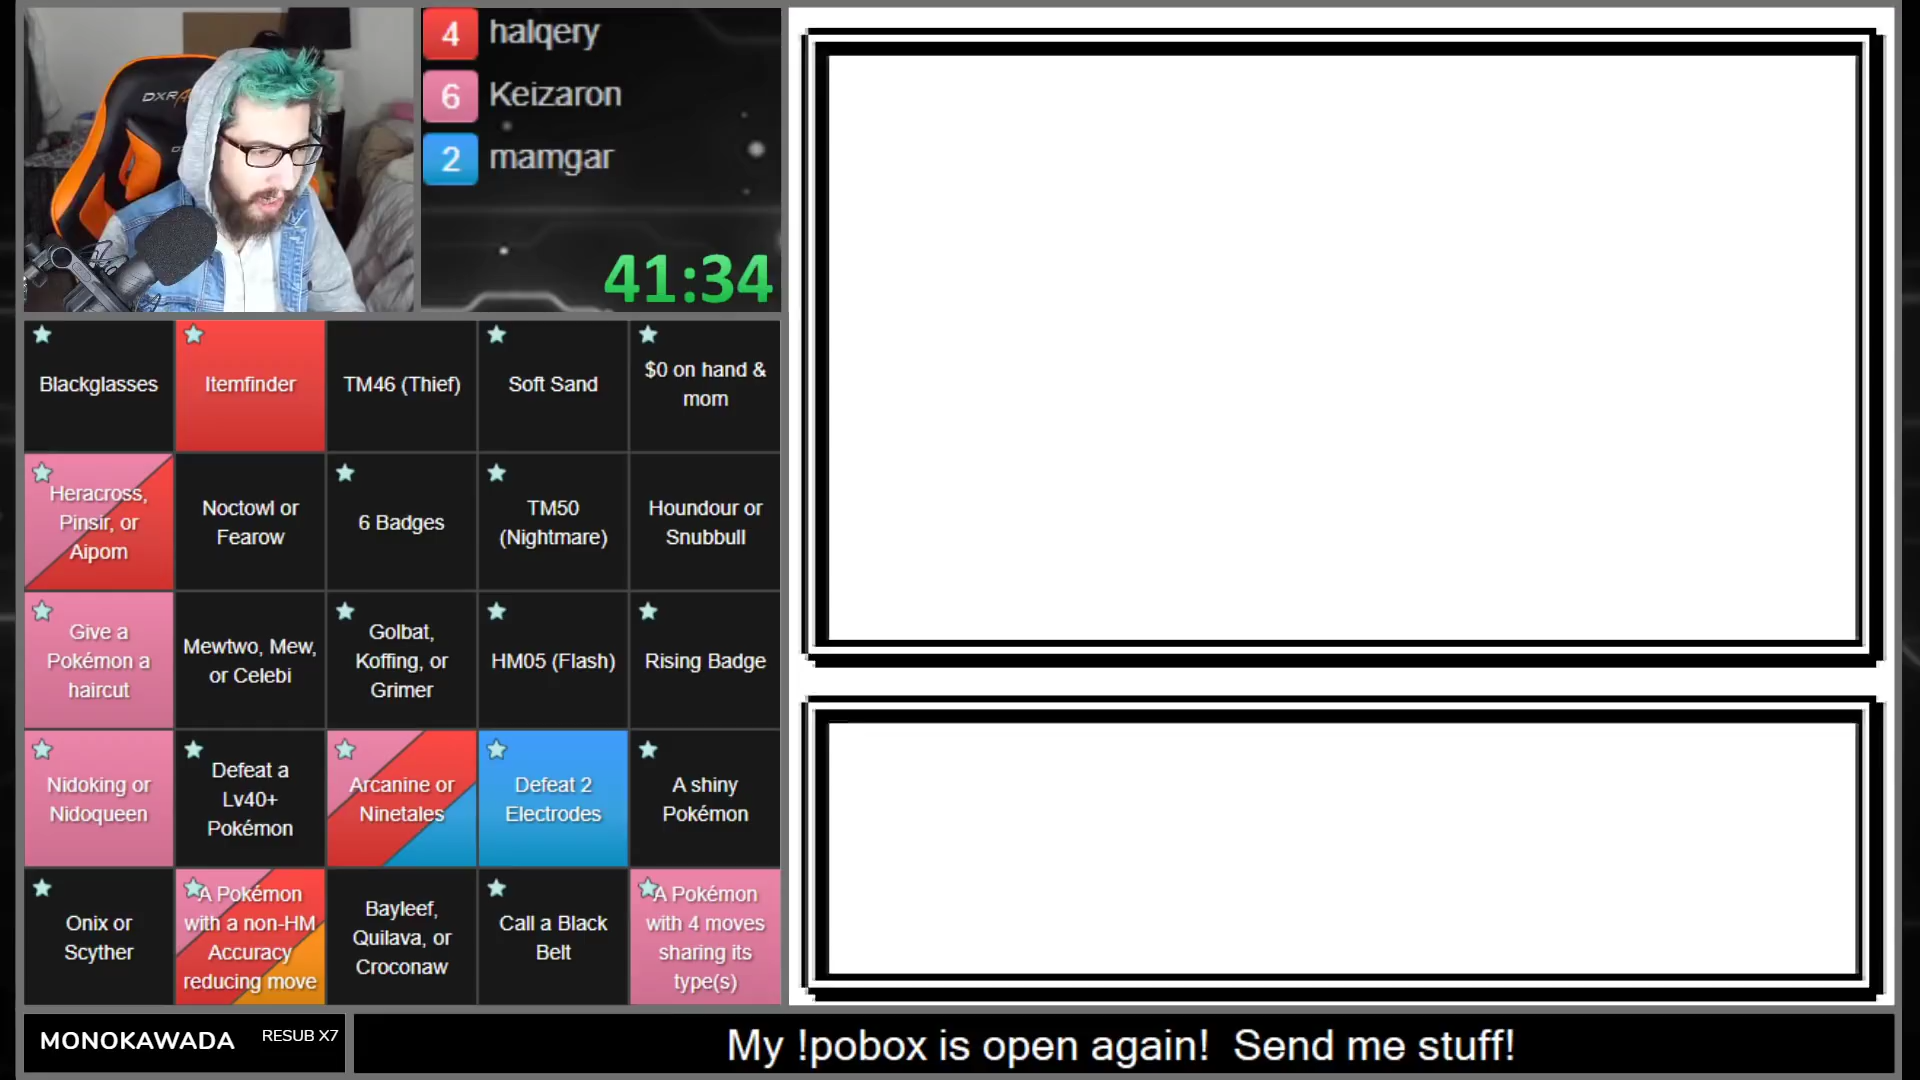 DXRA
4 halqery
6 Keizaron
2 mamgar
41:34
Blackglasses
Itemfinder
TM46 (Thief)
Soft Sand
$0 on hand &
mom
Heracross,
Pinsir, or
Aipom
Noctowl or
Fearow
6 Badges
TM50
(Nightmare)
Houndour or
Snubbull
Give a
Pokémon a
haircut
Mewtwo, Mew,
or Celebi
Golbat,
Koffing, or
Grimer
HM05 (Flash)
Rising Badge
Nidoking or
Nidoqueen
Defeat a
Lv40+
Pokémon
Arcanine or
Ninetales
Defeat 2
Electrodes
A shiny
Pokémon
Onix or
Scyther
A Pokémon
with a non-HM
Accuracy
reducing move
Bayleef,
Quilava, or
Croconaw
Call a Black
Belt
A Pokémon
with 4 moves
sharing its
type(s)
MONOKAWADA RESUB X7
My !pobox is open again! Send me stuff!